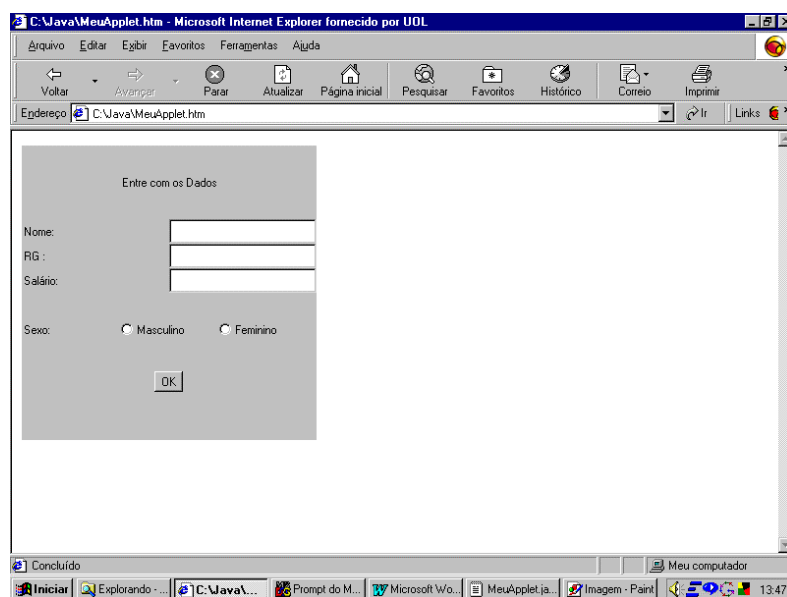 C:\Java\MeuApplet.htm - Microsoft Internet Explorer fornecido por UOL
Arquivo Editar Exibir Favoritos Ferramentas Ajuda
Voltar Avançar Parar Atualizar Página inicial Pesquisar Favoritos Histórico Correio Imprimir
Endereço C:\Java\MeuApplet.htm Ir Links
Entre com os Dados
Nome:
RG :
Salário:
Sexo: Masculino Feminino
OK
Concluído Meu computador
Iniciar Explorando - ... C:\Java\... Prompt do M... Microsoft Wo... MeuApplet.ja... Imagem - Paint 13:47